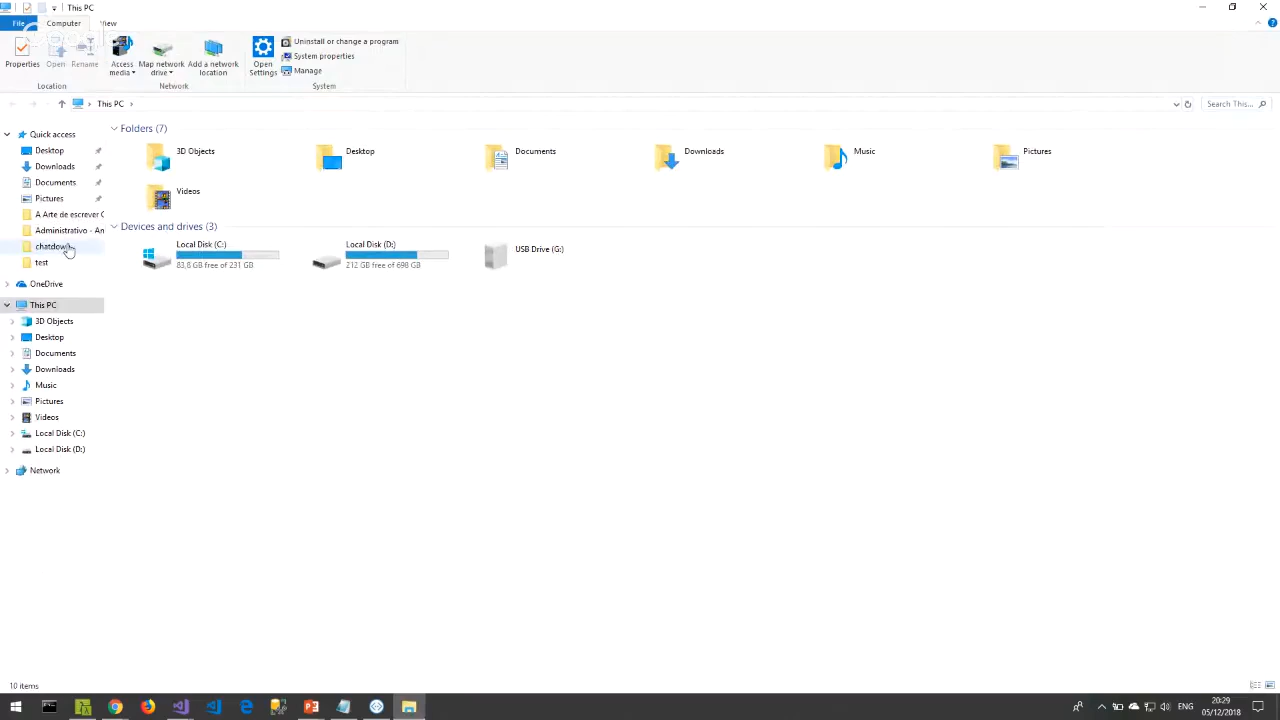 This PC
File Computer View
Properties Open Rename Access media Map network drive Add a network location Open Settings
Uninstall or change a program
System properties
Manage
Location Network System
This PC
Search This...
Quick access
Desktop
Downloads
Documents
Pictures
A Arte de escrever C
Administrativo - An
test
OneDrive
This PC
3D Objects
Desktop
Documents
Downloads
Music
Pictures
Videos
Local Disk (C:)
Local Disk (D:)
Network
Folders (7)
3D Objects Desktop Documents Downloads Music Pictures
Videos
Devices and drives (3)
Local Disk (C:)
83,8 GB free of 231 GB
Local Disk (D:)
212 GB free of 698 GB
USB Drive (G:)
10 items
ENG
20:29
05/12/2018